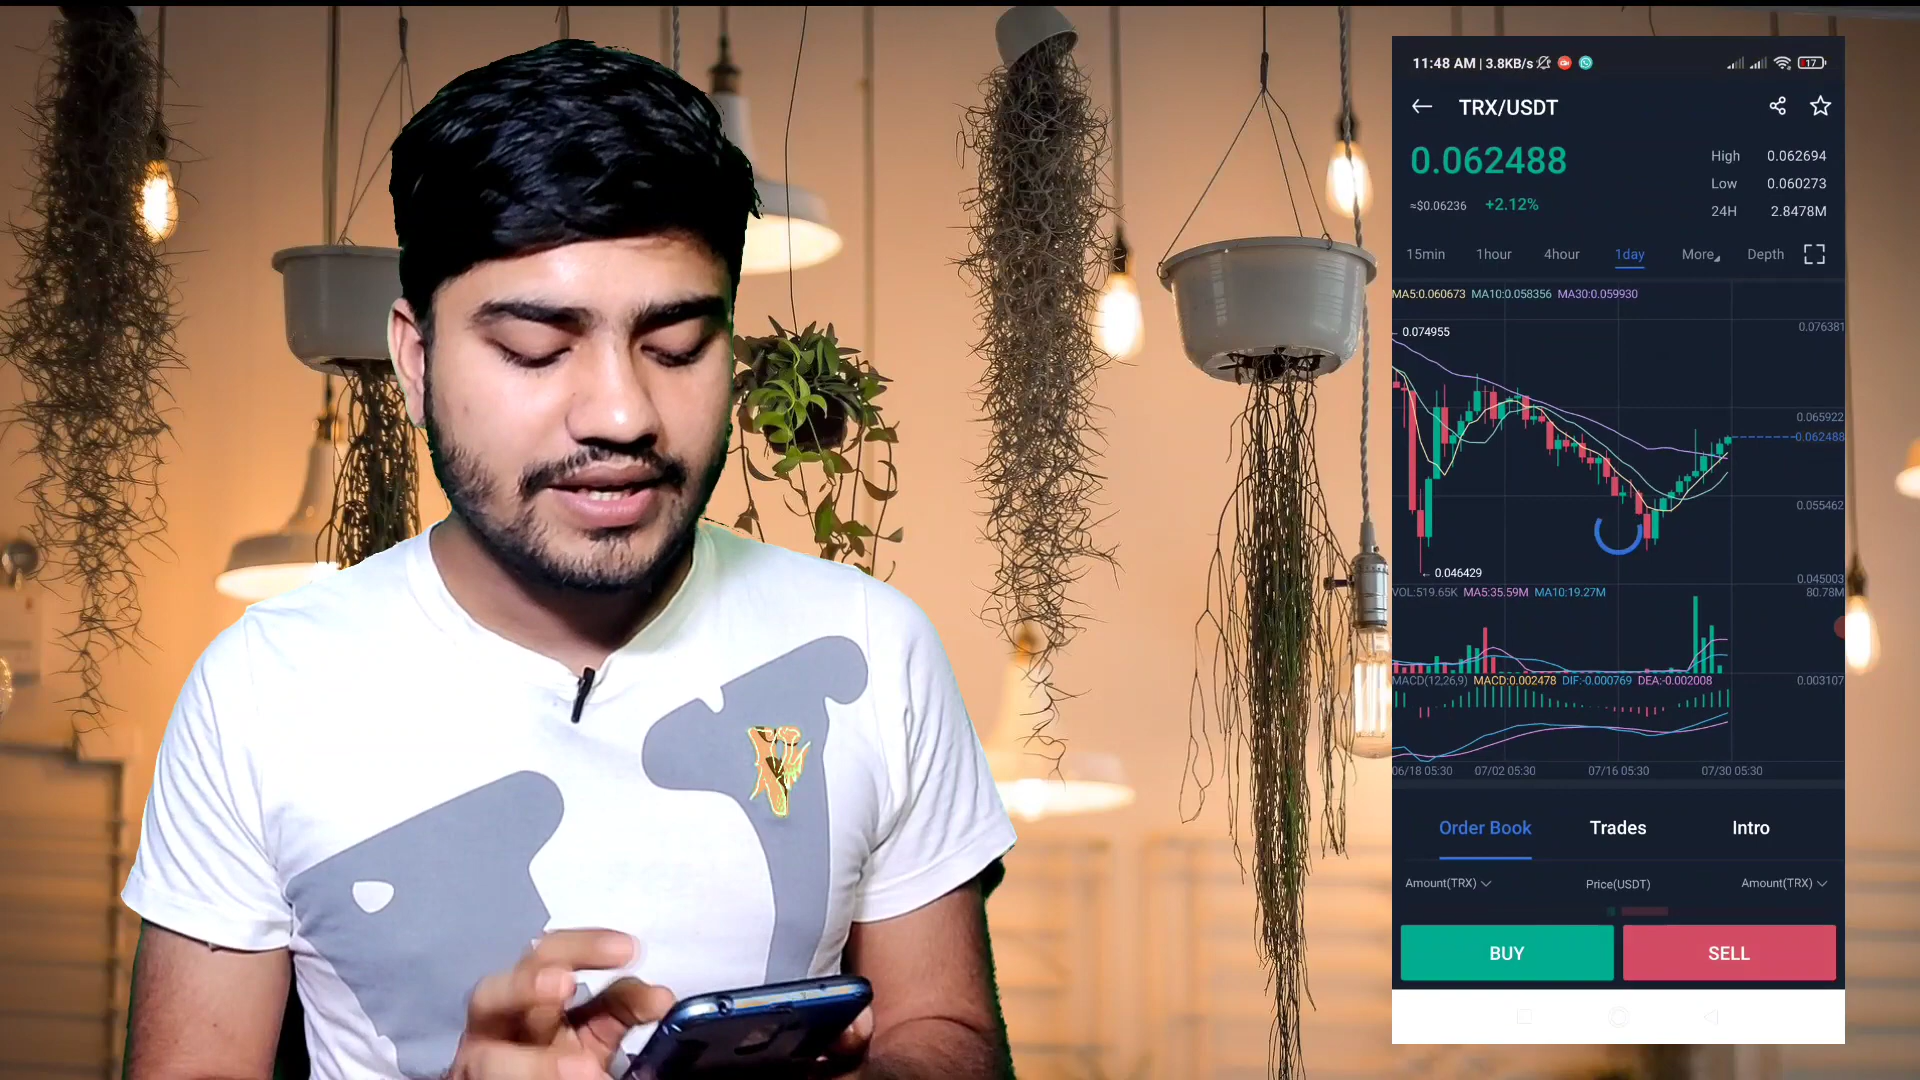 11:48 AM | 3.8KB/s
17
TRX/USDT
0.062488
≈$0.06236 +2.12%
High 0.062694
Low 0.060273
24H 2.8478M
15min 1hour 4hour 1day More Depth
MA5:0.060673 MA10:0.058356 MA30:0.059930
0.076381
0.074955
0.065922
0.062488
0.055462
← 0.046429
0.045003
VOL:519.65K MA5:35.59M MA10:19.27M 80.78M
MACD(12,26,9) MACD:0.002478 DIF:-0.000769 DEA:-0.002008 0.003107
06/18 05:30 07/02 05:30 07/16 05:30 07/30 05:30
Order Book Trades Intro
Amount(TRX) Price(USDT) Amount(TRX)
BUY SELL